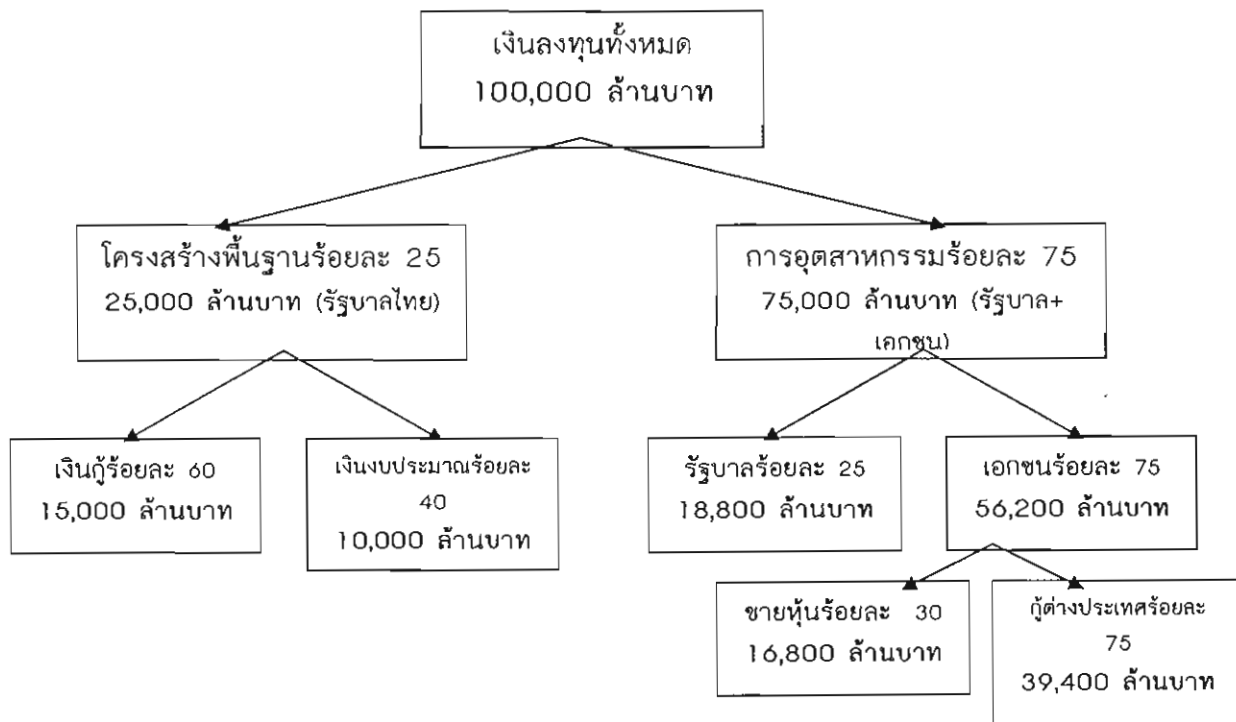 เงินลงทุนทั้งหมด
100,000 ล้านบาท
โครงสร้างพื้นฐานร้อยละ 25
25,000 ล้านบาท (รัฐบาลไทย)
การอุตสาหกรรมร้อยละ 75
75,000 ล้านบาท (รัฐบาล+
เอกชน)
เงินกู้ร้อยละ 60
15,000 ล้านบาท
เงินงบประมาณร้อยละ
40
10,000 ล้านบาท
รัฐบาลร้อยละ 25
18,800 ล้านบาท
เอกชนร้อยละ 75
56,200 ล้านบาท
ขายหุ้นร้อยละ 30
16,800 ล้านบาท
กู้ต่างประเทศร้อยละ
75
39,400 ล้านบาท